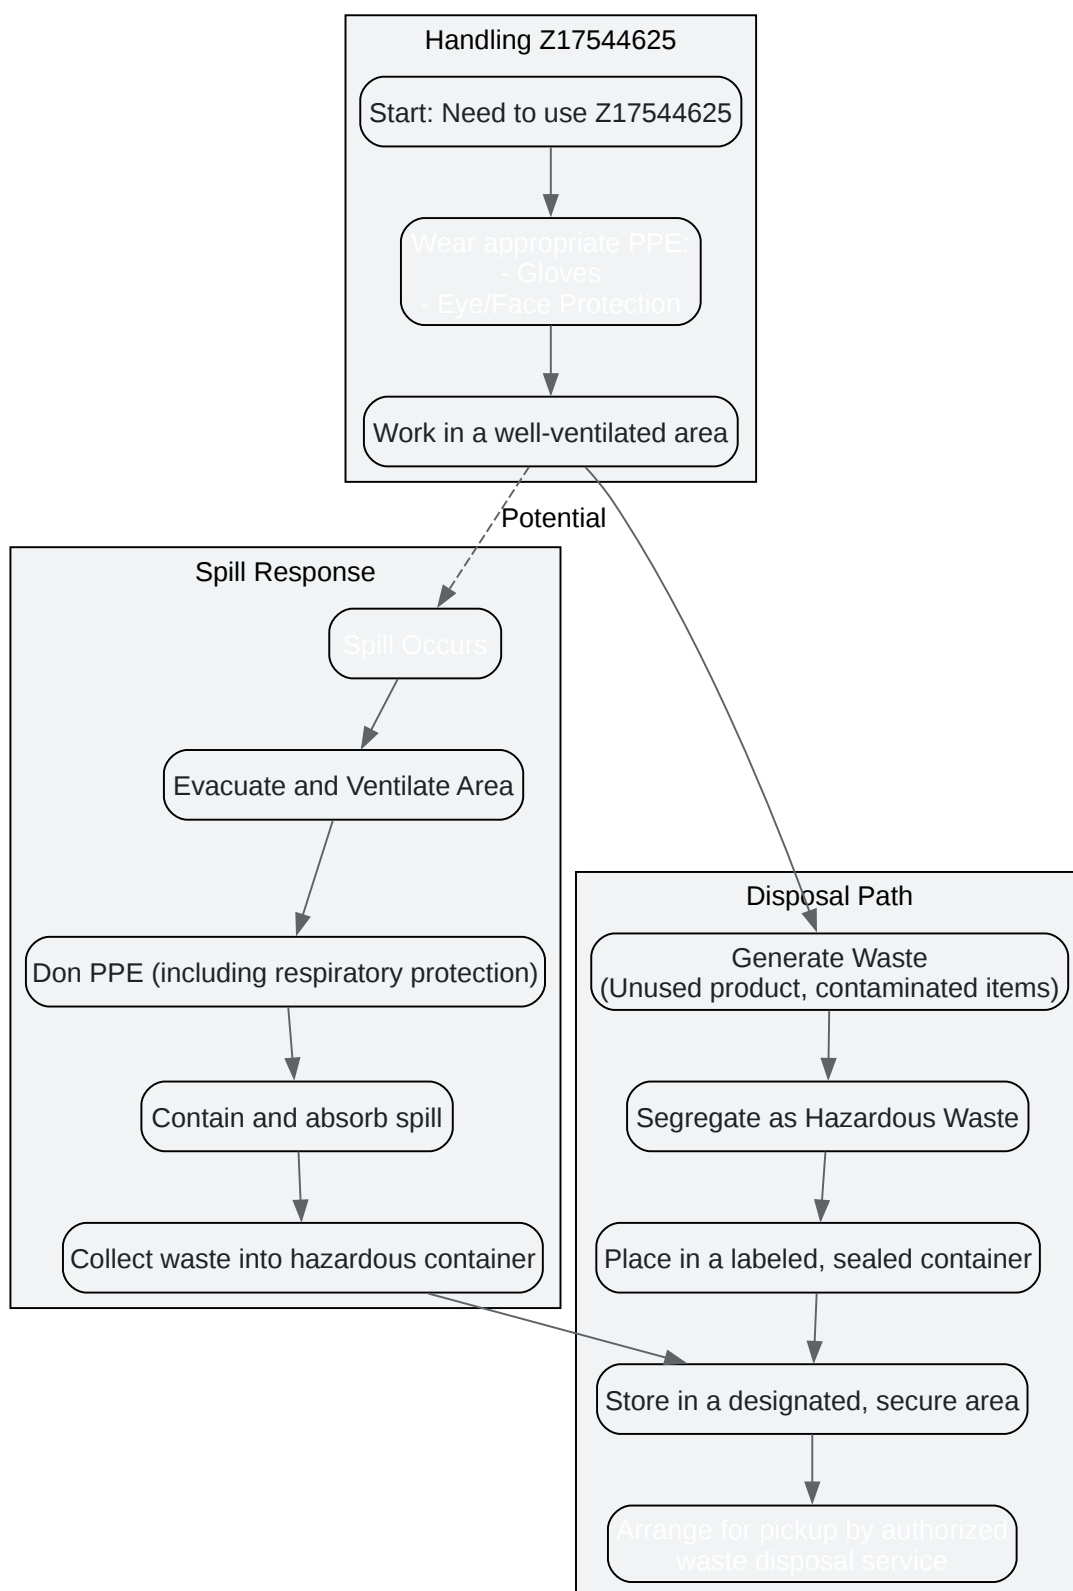 Handling Z17544625
Start: Need to use Z17544625
Wear appropriate PPE:
- Gloves
- Eye/Face Protection
Work in a well-ventilated area
Potential
Spill Response
Spill Occurs
Evacuate and Ventilate Area
Don PPE (including respiratory protection)
Contain and absorb spill
Collect waste into hazardous container
Disposal Path
Generate Waste
(Unused product, contaminated items)
Segregate as Hazardous Waste
Place in a labeled, sealed container
Store in a designated, secure area
Arrange for pickup by authorized
waste disposal service